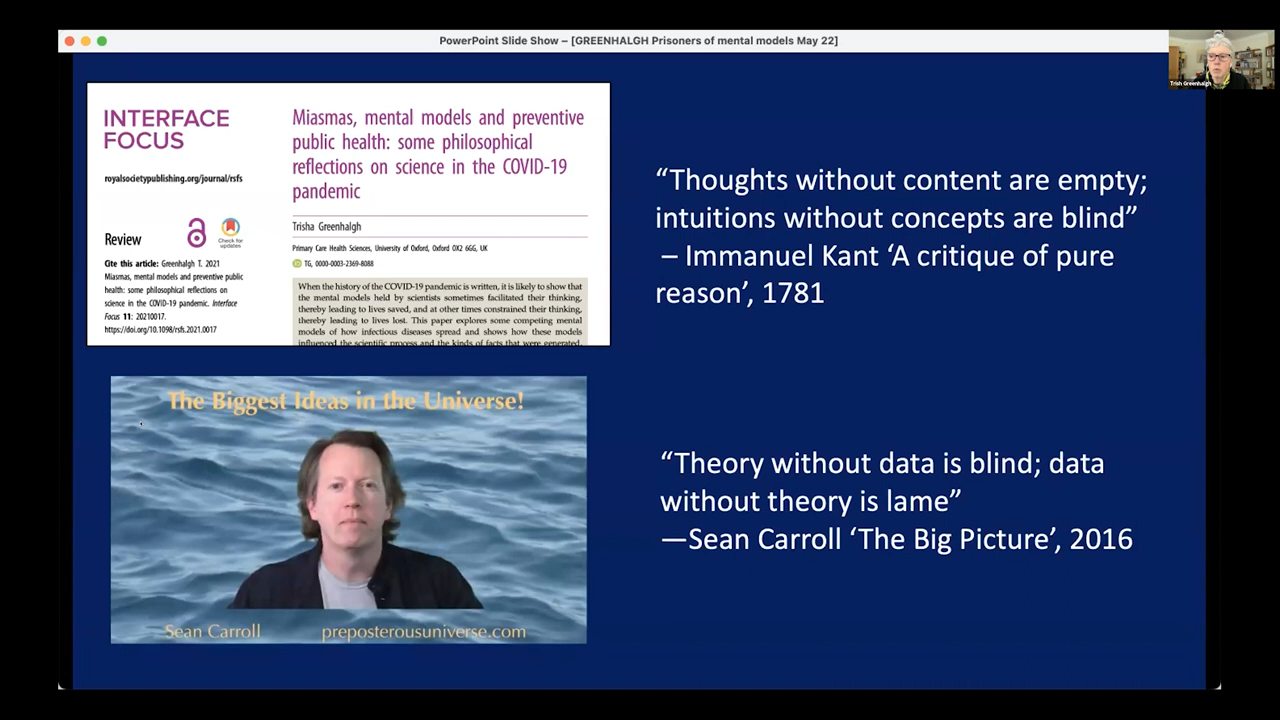 PowerPoint Slide Show – [GREENHALGH Prisoners of mental models May 22]
Trish Greenhalgh
INTERFACE
FOCUS
royalsocietypublishing.org/journal/rsfs
Review
Check for
updates
Cite this article: Greenhalgh T. 2021
Miasmas, mental models and preventive
public health: some philosophical reflections on
science in the COVID-19 pandemic. Interface
Focus 11: 20210017.
https://doi.org/10.1098/rsfs.2021.0017
Miasmas, mental models and preventive
public health: some philosophical
reflections on science in the COVID-19
pandemic
Trisha Greenhalgh
Primary Care Health Sciences, University of Oxford, Oxford OX2 6GG, UK
TG, 0000-0003-2369-8088
When the history of the COVID-19 pandemic is written, it is likely to show that
the mental models held by scientists sometimes facilitated their thinking,
thereby leading to lives saved, and at other times constrained their thinking,
thereby leading to lives lost. This paper explores some competing mental
models of how infectious diseases spread and shows how these models
influenced the scientific process and the kinds of facts that were generated,
“Thoughts without content are empty;
intuitions without concepts are blind”
– Immanuel Kant ‘A critique of pure
reason’, 1781
The Biggest Ideas in the Universe!
Sean Carroll preposterousuniverse.com
“Theory without data is blind; data
without theory is lame”
—Sean Carroll ‘The Big Picture’, 2016